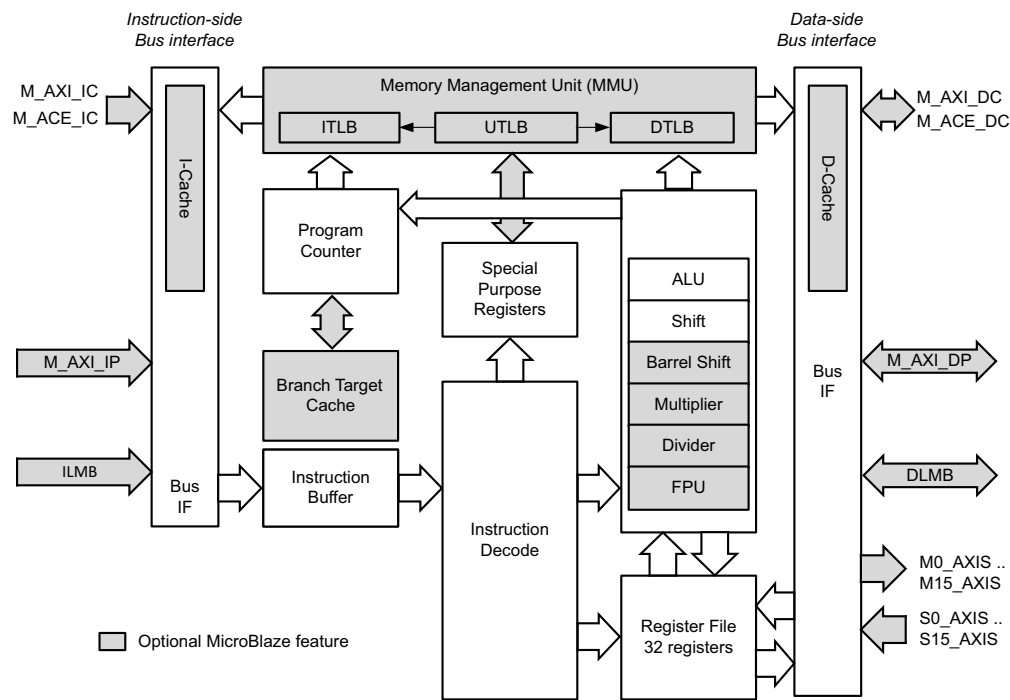 Instruction-side
Bus interface
Data-side
Bus interface
M_AXI_IC
M_ACE_IC
Memory Management Unit (MMU)
ITLB
UTLB
DTLB
M_AXI_DC
M_ACE_DC
I-Cache
D-Cache
Program
Counter
Special
Purpose
Registers
ALU
Shift
Barrel Shift
Multiplier
Divider
FPU
M_AXI_IP
Branch Target
Cache
Bus
IF
M_AXI_DP
ILMB
Bus
IF
Instruction
Buffer
Instruction
Decode
DLMB
M0_AXIS ..
M15_AXIS
Register File
32 registers
S0_AXIS ..
S15_AXIS
Optional MicroBlaze feature